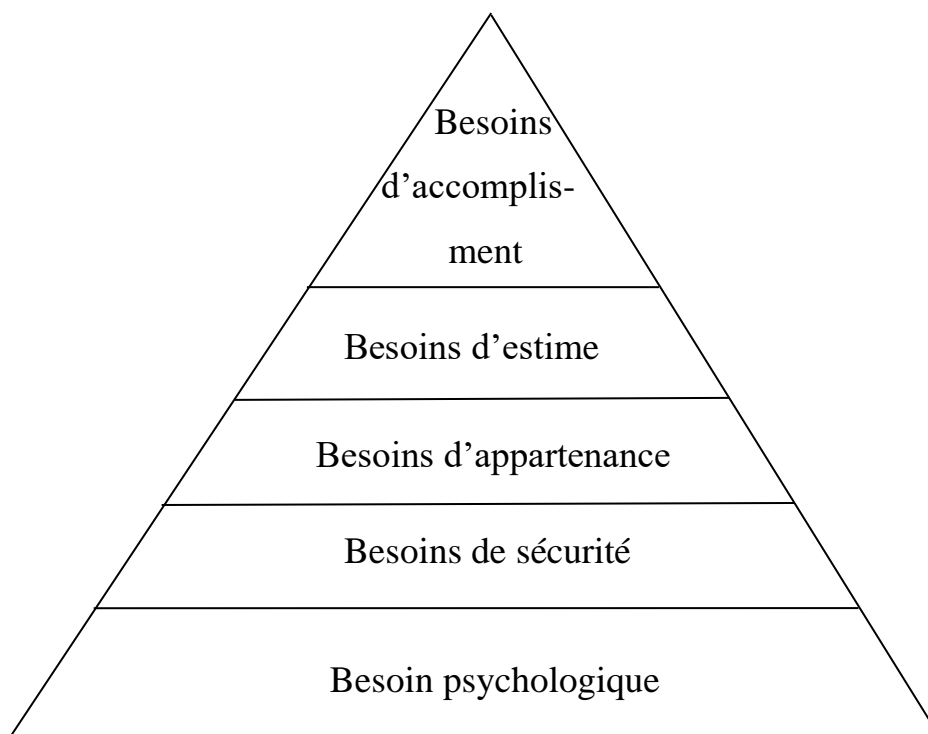 Besoins
d’accomplis-
ment
Besoins d’estime
Besoins d’appartenance
Besoins de sécurité
Besoin psychologique